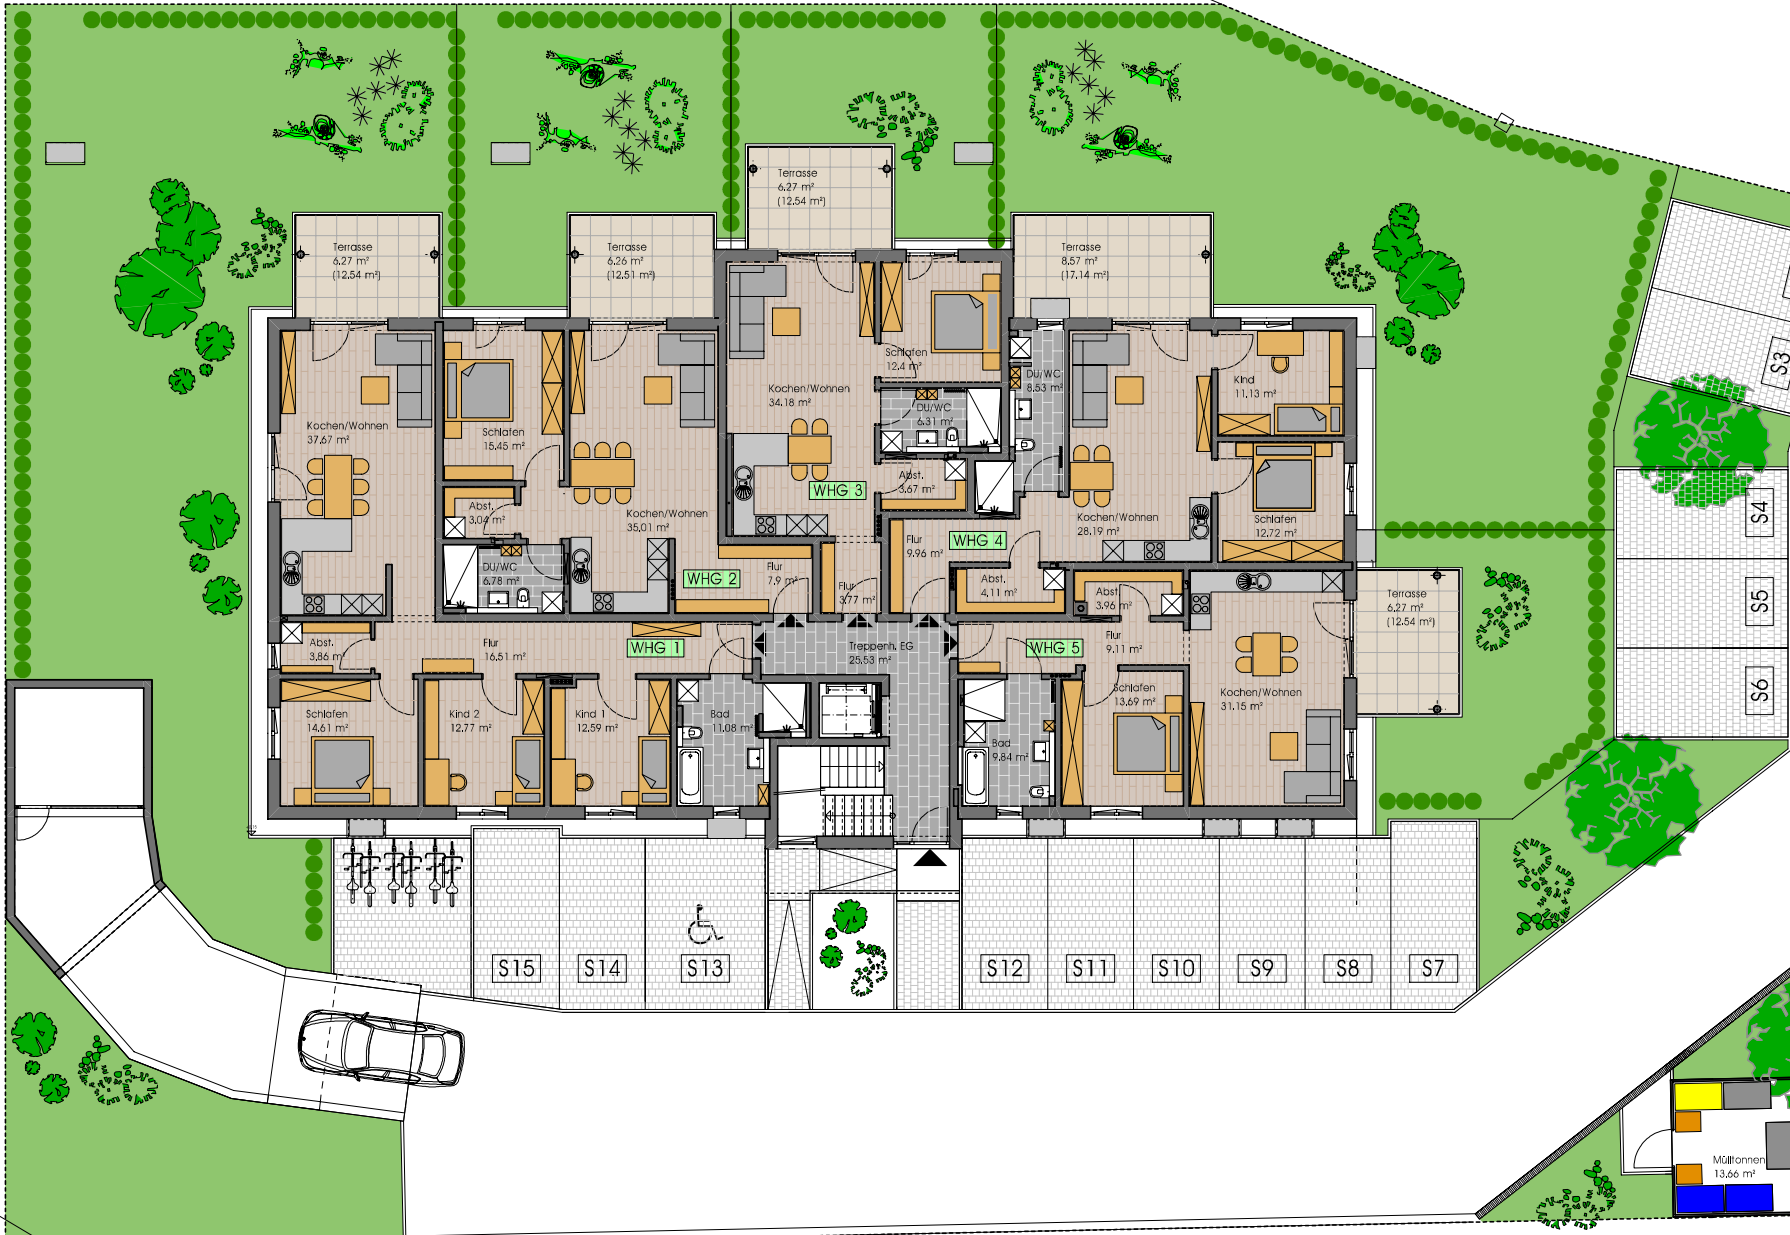 Terrasse
6.27 m²
(12.54 m²)
Terrasse
6.27 m²
(12.54 m²)
Terrasse
6.26 m²
(12.51 m²)
Terrasse
8.57 m²
(17.14 m²)
Kochen/Wohnen
37.67 m²
Schlafen
15.45 m²
Abst.
3,04 m²
DU/WC
6.78 m²
Kochen/Wohnen
35,01 m²
Flur
7.9 m²
WHG 2
Kochen/Wohnen
34.18 m²
Schlafen
12.4 m²
DU/WC
6.31 m²
Abst.
3.67 m²
WHG 3
Flur
3.77 m²
DU/WC
8.53 m²
Kochen/Wohnen
28.19 m²
Kind
11.13 m²
Schlafen
12.72 m²
Flur
9.96 m²
WHG 4
Abst.
4.11 m²
Abst.
3.96 m²
Terrasse
6.27 m²
(12.54 m²)
Abst.
3,86 m²
Flur
16.51 m²
WHG 1
Treppenh. EG
25.53 m²
WHG 5
Flur
9.11 m²
Schlafen
14.61 m²
Kind 2
12.77 m²
Kind 1
12.59 m²
Bad
11.08 m²
Bad
9.84 m²
Schlafen
13.69 m²
Kochen/Wohnen
31.15 m²
S3
S4
S5
S6
S15
S14
S13
S12
S11
S10
S9
S8
S7
Mülltonnen
13.66 m²